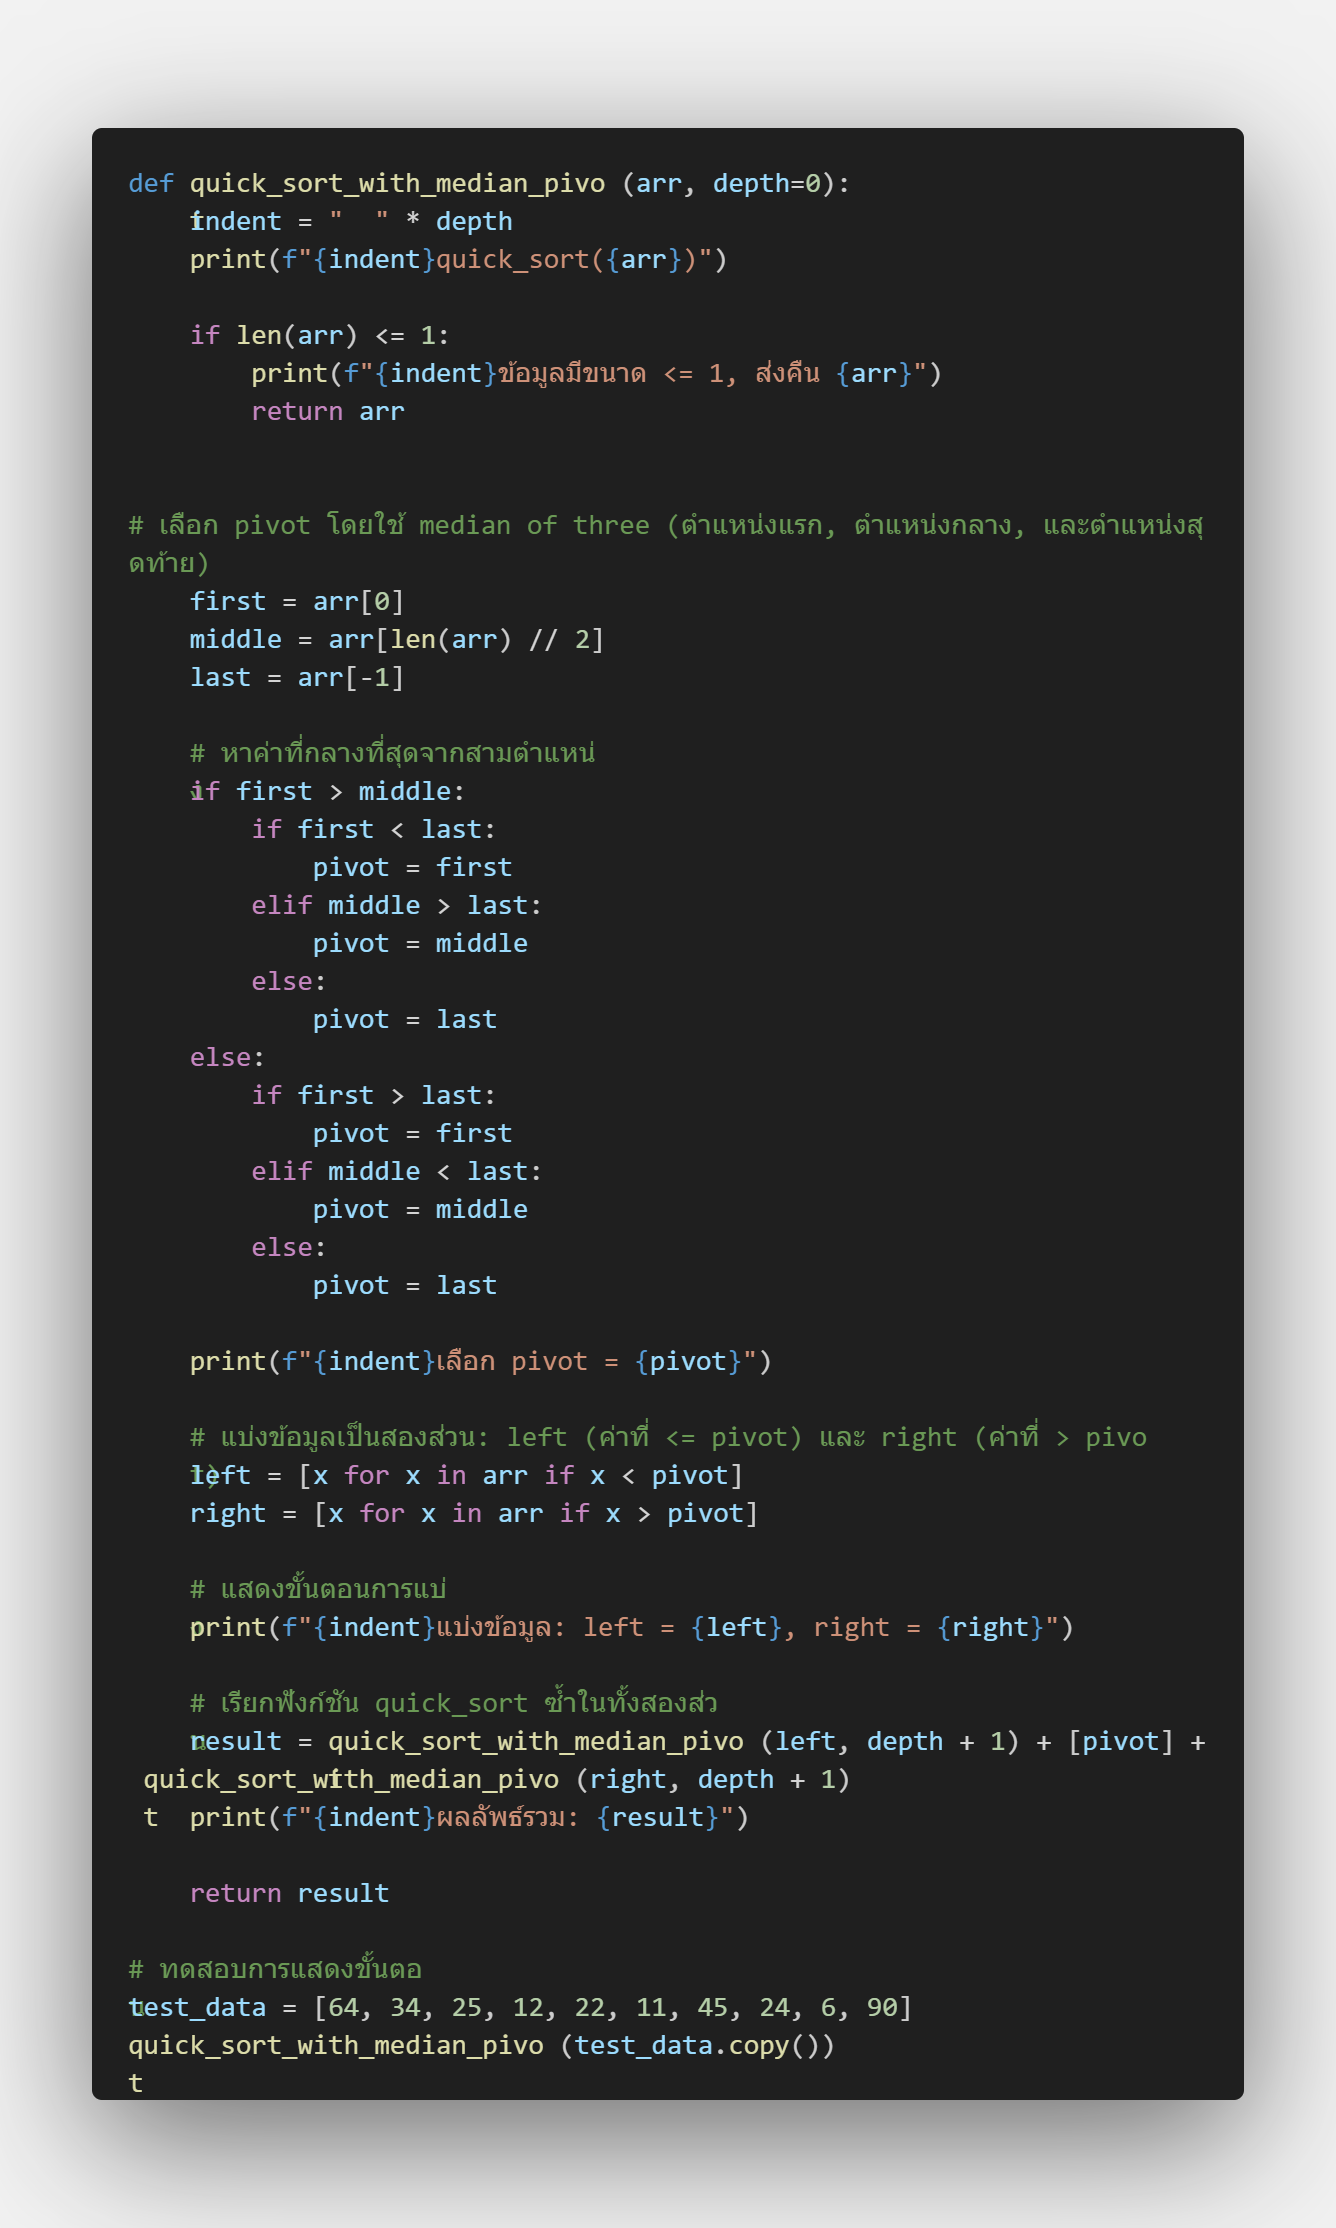 def quick_sort_with_median_pivot(arr, depth=0):
    indent = "  " * depth
    print(f"{indent}quick_sort({arr})")
    if len(arr) <= 1:
        print(f"{indent}ข้อมูลมีขนาด <= 1, ส่งคืน {arr}")
        return arr
# เลือก pivot โดยใช้ median of three (ตำแหน่งแรก, ตำแหน่งกลาง, และตำแหน่งสุ
ดท้าย)
    first = arr[0]
    middle = arr[len(arr) // 2]
    last = arr[-1]
    # หาค่าที่กลางที่สุดจากสามตำแหน่ง
    if first > middle:
        if first < last:
            pivot = first
        elif middle > last:
            pivot = middle
        else:
            pivot = last
    else:
        if first > last:
            pivot = first
        elif middle < last:
            pivot = middle
        else:
            pivot = last
    print(f"{indent}เลือก pivot = {pivot}")
    # แบ่งข้อมูลเป็นสองส่วน: left (ค่าที่ <= pivot) และ right (ค่าที่ > pivot)
    left = [x for x in arr if x < pivot]
    right = [x for x in arr if x > pivot]
    # แสดงขั้นตอนการแบ่ง
    print(f"{indent}แบ่งข้อมูล: left = {left}, right = {right}")
    # เรียกฟังก์ชัน quick_sort ซ้ำในทั้งสองส่วน
    result = quick_sort_with_median_pivot(left, depth + 1) + [pivot] +
 quick_sort_with_median_pivot(right, depth + 1)
    print(f"{indent}ผลลัพธ์รวม: {result}")
    return result
# ทดสอบการแสดงขั้นตอน
test_data = [64, 34, 25, 12, 22, 11, 45, 24, 6, 90]
quick_sort_with_median_pivot(test_data.copy())